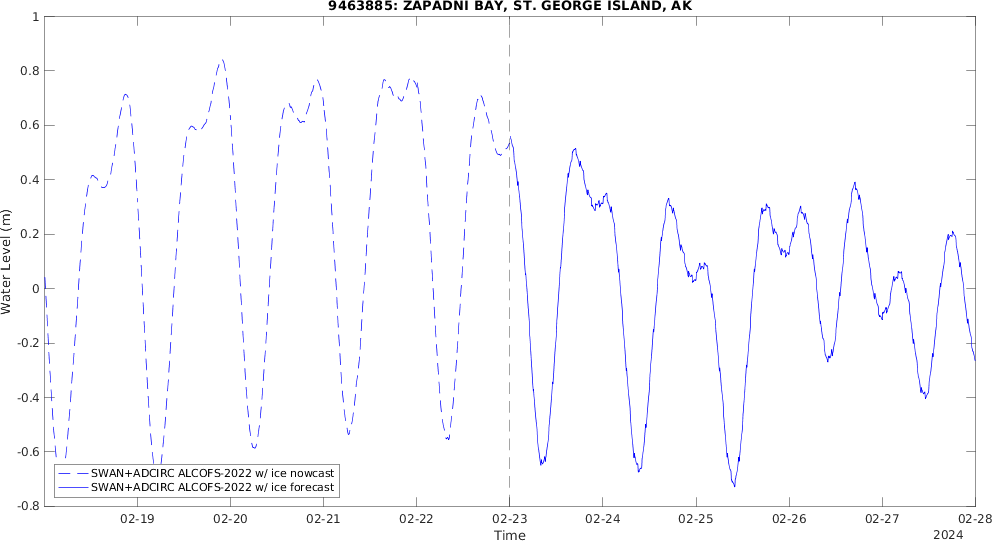 9463885: ZAPADNI BAY, ST. GEORGE ISLAND, AK
1
0.8
0.6
0.4
0.2
0
-0.2
-0.4
-0.6
-0.8
Water Level (m)
SWAN+ADCIRC ALCOFS-2022 w/ ice nowcast
SWAN+ADCIRC ALCOFS-2022 w/ ice forecast
02-19 02-20 02-21 02-22 02-23 02-24 02-25 02-26 02-27 02-28
Time
2024